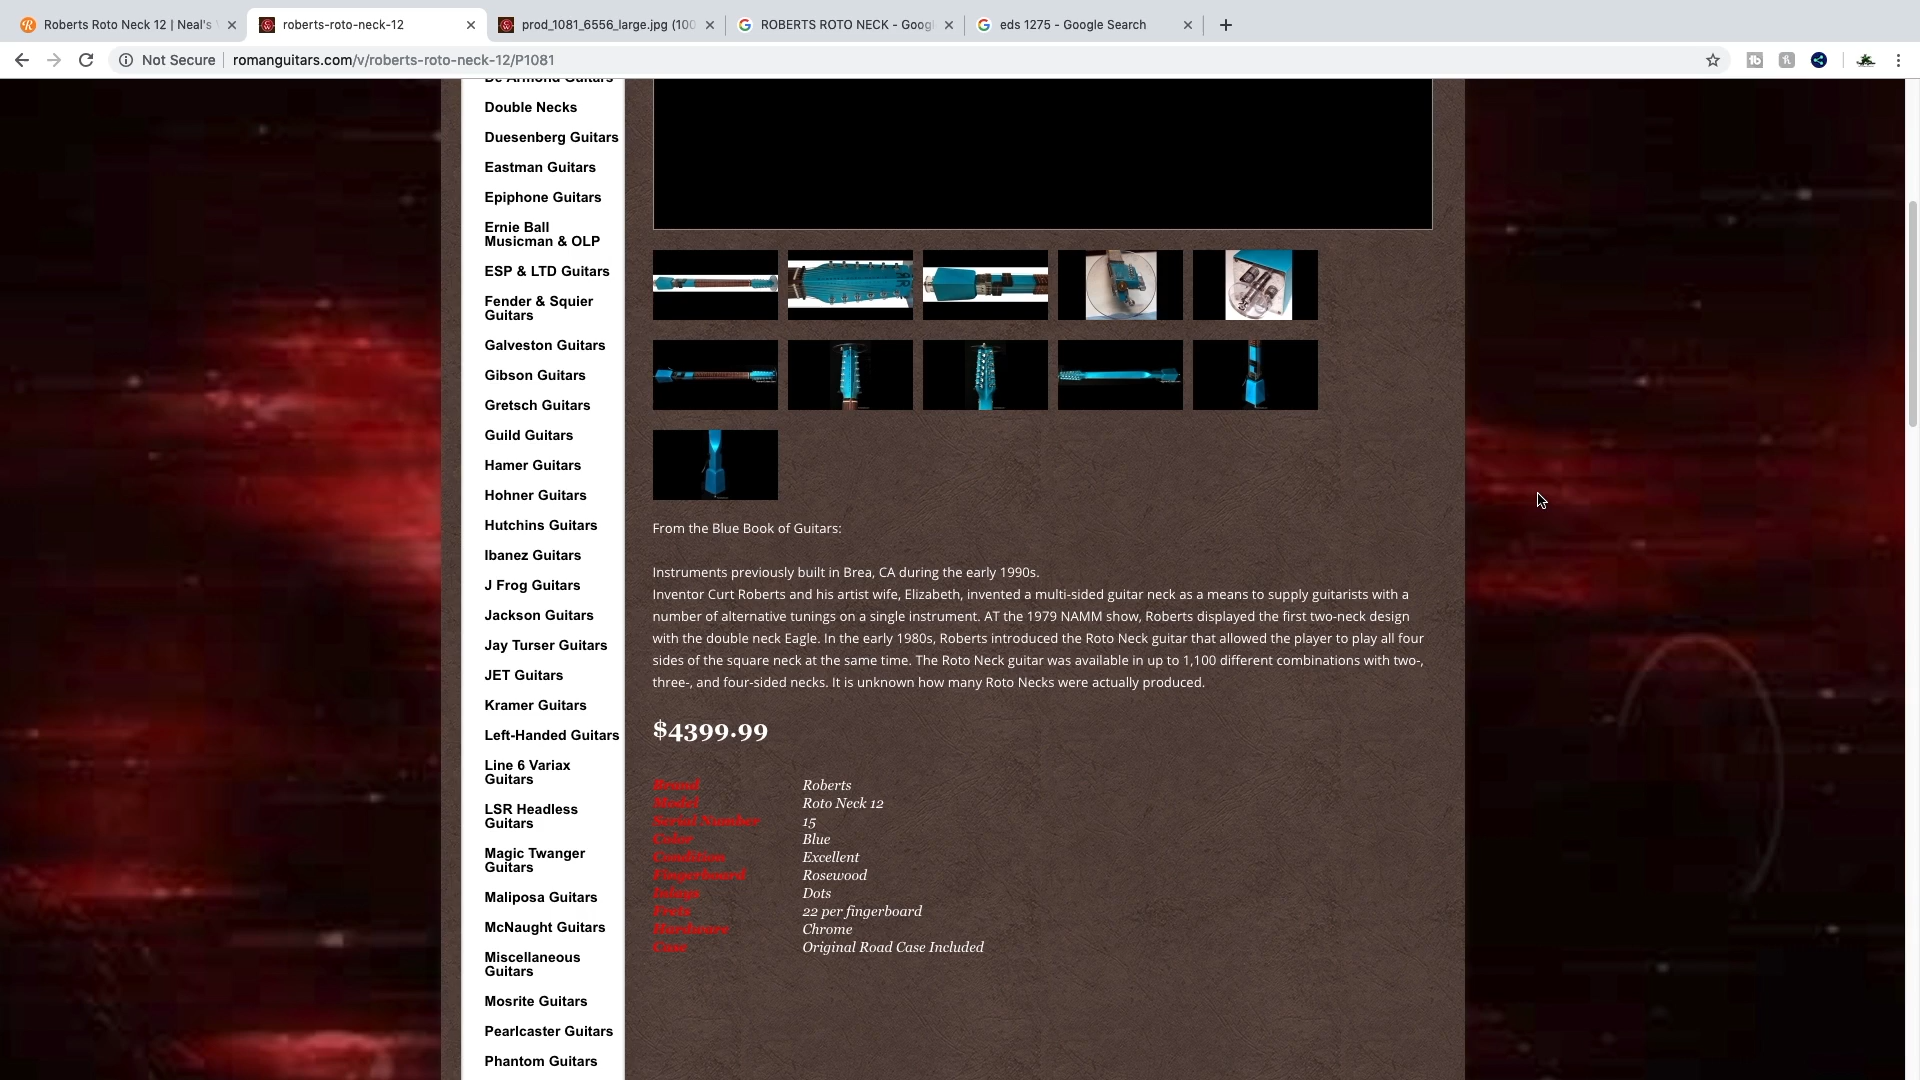 Roberts Roto Neck 12 | Neal's
roberts-roto-neck-12
prod_1081_6556_large.jpg (100
ROBERTS ROTO NECK - Googl
eds 1275 - Google Search
Not Secure
romanguitars.com/v/roberts-roto-neck-12/P1081
De Armond Guitars
Double Necks
Duesenberg Guitars
Eastman Guitars
Epiphone Guitars
Ernie Ball
Musicman & OLP
ESP & LTD Guitars
Fender & Squier
Guitars
Galveston Guitars
Gibson Guitars
Gretsch Guitars
Guild Guitars
Hamer Guitars
Hohner Guitars
Hutchins Guitars
Ibanez Guitars
J Frog Guitars
Jackson Guitars
Jay Turser Guitars
JET Guitars
Kramer Guitars
Left-Handed Guitars
Line 6 Variax
Guitars
LSR Headless
Guitars
Magic Twanger
Guitars
Maliposa Guitars
McNaught Guitars
Miscellaneous
Guitars
Mosrite Guitars
Pearlcaster Guitars
Phantom Guitars
From the Blue Book of Guitars:
Instruments previously built in Brea, CA during the early 1990s.
Inventor Curt Roberts and his artist wife, Elizabeth, invented a multi-sided guitar neck as a means to supply guitarists with a
number of alternative tunings on a single instrument. AT the 1979 NAMM show, Roberts displayed the first two-neck design
with the double neck Eagle. In the early 1980s, Roberts introduced the Roto Neck guitar that allowed the player to play all four
sides of the square neck at the same time. The Roto Neck guitar was available in up to 1,100 different combinations with two-,
three-, and four-sided necks. It is unknown how many Roto Necks were actually produced.
$4399.99
Brand Roberts
Model Roto Neck 12
Serial Number 15
Color Blue
Condition Excellent
Fingerboard Rosewood
Inlays Dots
Frets 22 per fingerboard
Hardware Chrome
Case Original Road Case Included